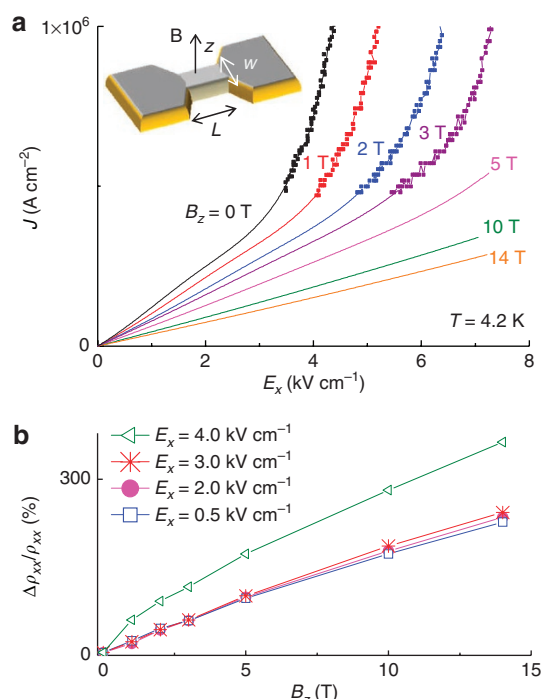 a
B
z
W
L
1×10⁶
0
J (A cm⁻²)
B_z = 0 T
1 T
2 T
3 T
5 T
10 T
14 T
T = 4.2 K
0 2 4 6 8
E_x (kV cm⁻¹)
b
E_x = 4.0 kV cm⁻¹
E_x = 3.0 kV cm⁻¹
E_x = 2.0 kV cm⁻¹
E_x = 0.5 kV cm⁻¹
300
0
Δρ_xx/ρ_xx (%)
0 5 10 15
B_z (T)